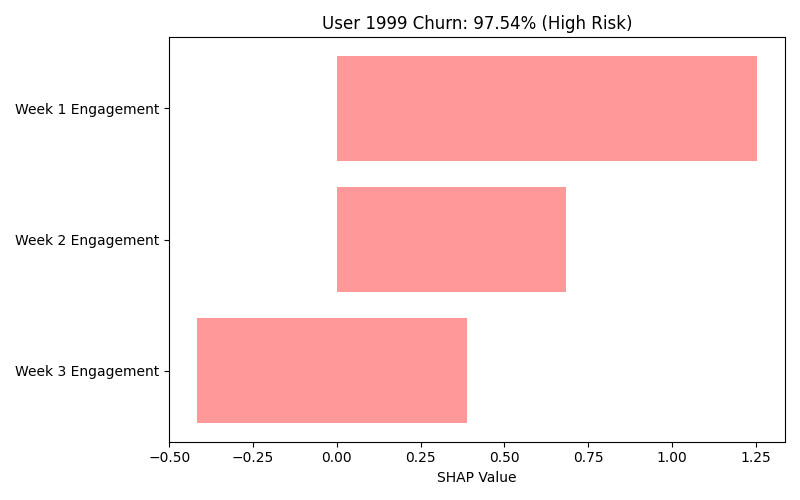 User 1999 Churn: 97.54% (High Risk)
Week 1 Engagement
Week 2 Engagement
Week 3 Engagement
−0.50 −0.25 0.00 0.25 0.50 0.75 1.00 1.25
SHAP Value